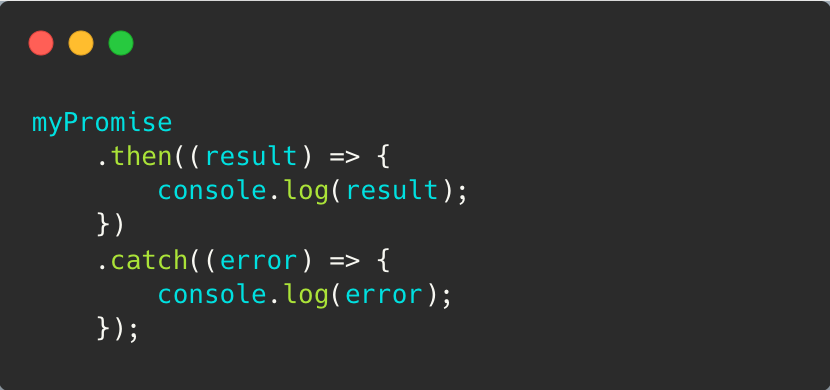 myPromise
    .then((result) => {
        console.log(result);
    })
    .catch((error) => {
        console.log(error);
    });